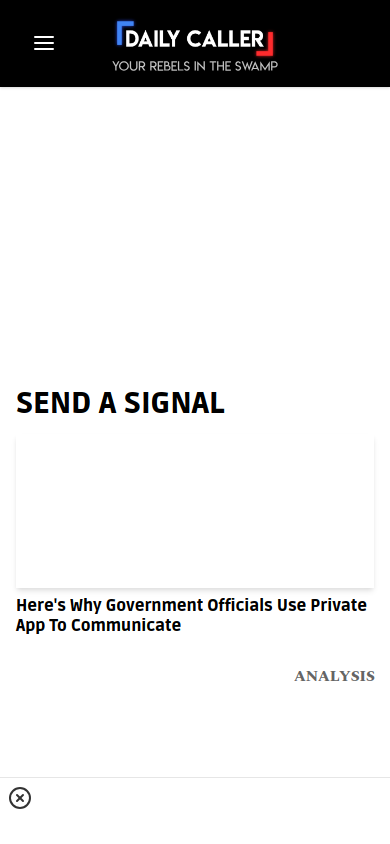 DAILY CALLER
YOUR REBELS IN THE SWAMP
SEND A SIGNAL
Here's Why Government Officials Use Private
App To Communicate
ANALYSIS